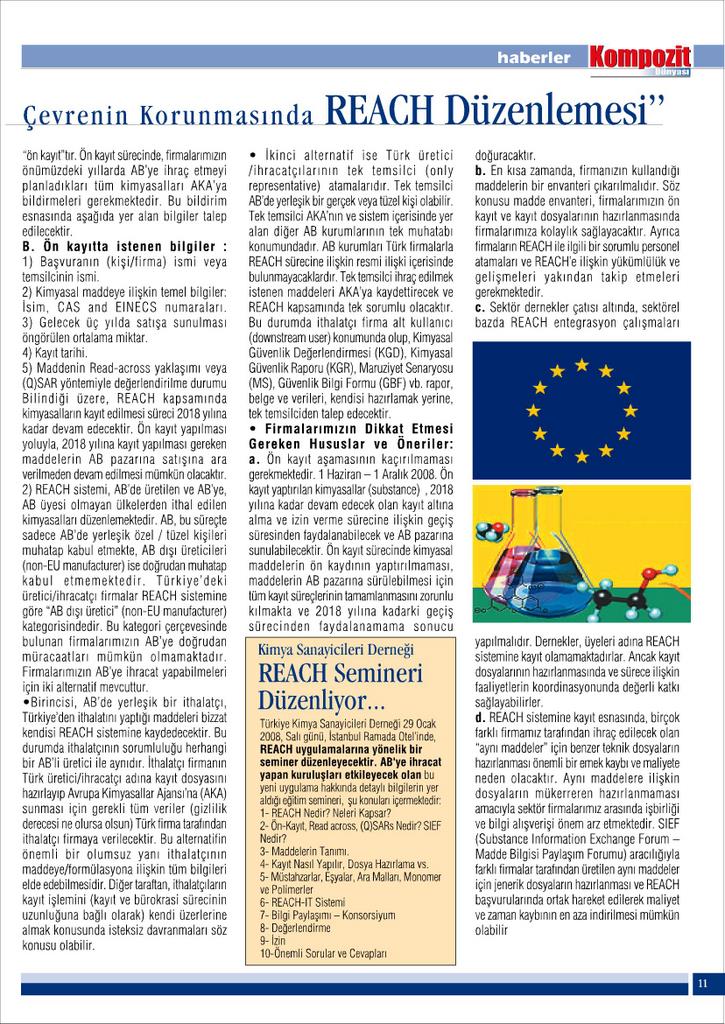 haberler Kompozit
Dünyası
Çevrenin Korunmasında REACH Düzenlemesi”
“ön kayıt”tır. Ön kayıt sürecinde, firmalarımızın
önümüzdeki yıllarda AB’ye ihraç etmeyi
planladıkları tüm kimyasalları AKA’ya
bildirmeleri gerekmektedir. Bu bildirim
esnasında aşağıda yer alan bilgiler talep
edilecektir.
B. Ön kayıtta istenen bilgiler :
1) Başvuranın (kişi/firma) ismi veya
temsilcinin ismi.
2) Kimyasal maddeye ilişkin temel bilgiler:
İsim, CAS and EINECS numaraları.
3) Gelecek üç yılda satışa sunulması
öngörülen ortalama miktar.
4) Kayıt tarihi.
5) Maddenin Read-across yaklaşımı veya
(Q)SAR yöntemiyle değerlendirilme durumu
Bilindiği üzere, REACH kapsamında
kimyasalların kayıt edilmesi süreci 2018 yılına
kadar devam edecektir. Ön kayıt yapılması
yoluyla, 2018 yılına kayıt yapılması gereken
maddelerin AB pazarına satışına ara
verilmeden devam edilmesi mümkün olacaktır.
2) REACH sistemi, AB’de üretilen ve AB’ye,
AB üyesi olmayan ülkelerden ithal edilen
kimyasalları düzenlemektedir. AB, bu süreçte
sadece AB’de yerleşik özel / tüzel kişileri
muhatap kabul etmekte, AB dışı üreticileri
(non-EU manufacturer) ise doğrudan muhatap
kabul etmemektedir. Türkiye’deki
üretici/ihracatçı firmalar REACH sistemine
göre “AB dışı üretici” (non-EU manufacturer)
kategorisindedir. Bu kategori çerçevesinde
bulunan firmalarımızın AB’ye doğrudan
müracaatları mümkün olmamaktadır.
Firmalarımızın AB’ye ihracat yapabilmeleri
için iki alternatif mevcuttur.
•Birincisi, AB’de yerleşik bir ithalatçı,
Türkiye’den ithalatını yaptığı maddeleri bizzat
kendisi REACH sistemine kaydedecektir. Bu
durumda ithalatçının sorumluluğu herhangi
bir AB’li üretici ile aynıdır. İthalatçı firmanın
Türk üretici/ihracatçı adına kayıt dosyasını
hazırlayıp Avrupa Kimyasallar Ajansı’na (AKA)
sunması için gerekli tüm veriler (gizlilik
derecesi ne olursa olsun) Türk firma tarafından
ithalatçı firmaya verilecektir. Bu alternatifin
önemli bir olumsuz yanı ithalatçının
maddeye/formülasyona ilişkin tüm bilgileri
elde edebilmesidir. Diğer taraftan, ithalatçıların
kayıt işlemini (kayıt ve bürokrasi sürecinin
uzunluğuna bağlı olarak) kendi üzerlerine
almak konusunda isteksiz davranmaları söz
konusu olabilir.
• İkinci alternatif ise Türk üretici
/ihracatçılarının tek temsilci (only
representative) atamalarıdır. Tek temsilci
AB’de yerleşik bir gerçek veya tüzel kişi olabilir.
Tek temsilci AKA’nın ve sistem içerisinde yer
alan diğer AB kurumlarının tek muhatabı
konumundadır. AB kurumları Türk firmalarla
REACH sürecine ilişkin resmi ilişki içerisinde
bulunmayacaklardır. Tek temsilci ihraç edilmek
istenen maddeleri AKA’ya kaydettirecek ve
REACH kapsamında tek sorumlu olacaktır.
Bu durumda ithalatçı firma alt kullanıcı
(downstream user) konumunda olup, Kimyasal
Güvenlik Değerlendirmesi (KGD), Kimyasal
Güvenlik Raporu (KGR), Maruziyet Senaryosu
(MS), Güvenlik Bilgi Formu (GBF) vb. rapor,
belge ve verileri, kendisi hazırlamak yerine,
tek temsilciden talep edecektir.
• Firmalarımızın Dikkat Etmesi
Gereken Hususlar ve Öneriler:
a. Ön kayıt aşamasının kaçırılmaması
gerekmektedir. 1 Haziran – 1 Aralık 2008. Ön
kayıt yaptırılan kimyasallar (substance) , 2018
yılına kadar devam edecek olan kayıt altına
alma ve izin verme sürecine ilişkin geçiş
süresinden faydalanabilecek ve AB pazarına
sunulabilecektir. Ön kayıt sürecinde kimyasal
maddelerin ön kaydının yaptırılmaması,
maddelerin AB pazarına sürülebilmesi için
tüm kayıt süreçlerinin tamamlanmasını zorunlu
kılmakta ve 2018 yılına kadarki geçiş
sürecinden faydalanamama sonucu
Kimya Sanayicileri Derneği
REACH Semineri
Düzenliyor...
Türkiye Kimya Sanayicileri Derneği 29 Ocak
2008, Salı günü, İstanbul Ramada Otel’inde,
REACH uygulamalarına yönelik bir
seminer düzenleyecektir. AB’ye ihracat
yapan kuruluşları etkileyecek olan bu
yeni uygulama hakkında detaylı bilgilerin yer
aldığı eğitim semineri, şu konuları içermektedir:
1- REACH Nedir? Neleri Kapsar?
2- Ön-Kayıt, Read across, (Q)SARs Nedir? SIEF
Nedir?
3- Maddelerin Tanımı.
4- Kayıt Nasıl Yapılır, Dosya Hazırlama vs.
5- Müstahzarlar, Eşyalar, Ara Malları, Monomer
ve Polimerler
6- REACH-IT Sistemi
7- Bilgi Paylaşımı – Konsorsiyum
8- Değerlendirme
9- İzin
10-Önemli Sorular ve Cevapları
doğuracaktır.
b. En kısa zamanda, firmanızın kullandığı
maddelerin bir envanteri çıkarılmalıdır. Söz
konusu madde envanteri, firmalarımızın ön
kayıt ve kayıt dosyalarının hazırlanmasında
firmalarımıza kolaylık sağlayacaktır. Ayrıca
firmaların REACH ile ilgili bir sorumlu personel
atamaları ve REACH’e ilişkin yükümlülük ve
gelişmeleri yakından takip etmeleri
gerekmektedir.
c. Sektör dernekler çatısı altında, sektörel
bazda REACH entegrasyon çalışmaları
yapılmalıdır. Dernekler, üyeleri adına REACH
sistemine kayıt olamamaktadırlar. Ancak kayıt
dosyalarının hazırlanmasında ve sürece ilişkin
faaliyetlerin koordinasyonunda değerli katkı
sağlayabilirler.
d. REACH sistemine kayıt esnasında, birçok
farklı firmamız tarafından ihraç edilecek olan
“aynı maddeler” için benzer teknik dosyaların
hazırlanması önemli bir emek kaybı ve maliyete
neden olacaktır. Aynı maddelere ilişkin
dosyaların mükerreren hazırlanmaması
amacıyla sektör firmalarımız arasında işbirliği
ve bilgi alışverişi önem arz etmektedir. SIEF
(Substance Information Exchange Forum –
Madde Bilgisi Paylaşım Forumu) aracılığıyla
farklı firmalar tarafından üretilen aynı maddeler
için jenerik dosyaların hazırlanması ve REACH
başvurularında ortak hareket edilerek maliyet
ve zaman kaybının en aza indirilmesi mümkün
olabilir
11